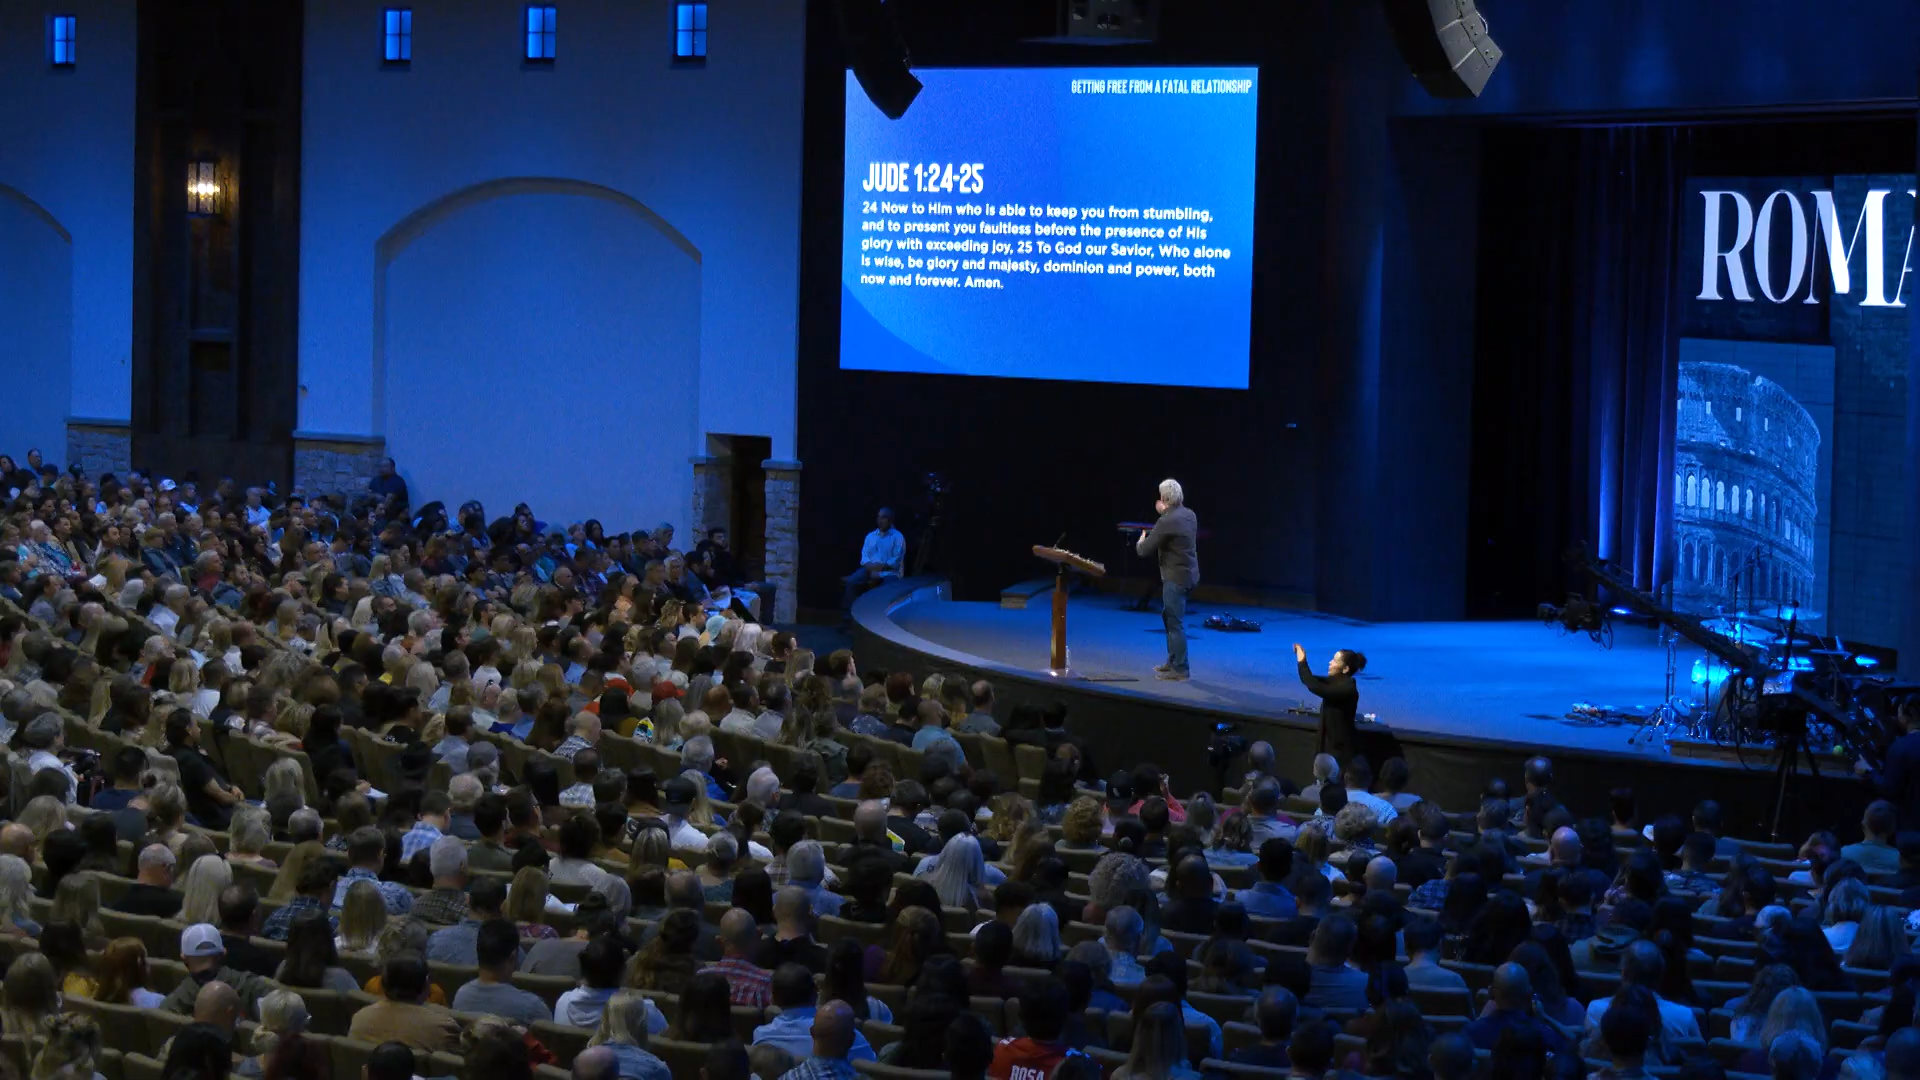 GETTING FREE FROM A FATAL RELATIONSHIP
JUDE 1:24-25
24 Now to Him who is able to keep you from stumbling,
and to present you faultless before the presence of His
glory with exceeding joy, 25 To God our Savior, Who alone
is wise, be glory and majesty, dominion and power, both
now and forever. Amen.
ROMA
ROSA